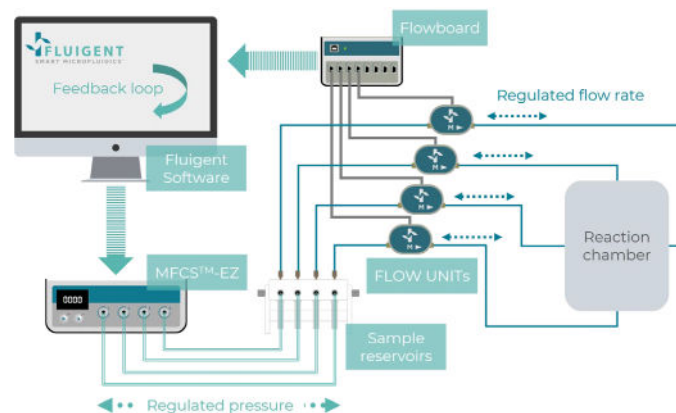 FLUIGENT
SMART MICROFLUIDICS
Feedback loop
Flowboard
Regulated flow rate
Fluigent
Software
MFCS™-EZ
FLOW UNITs
Reaction
chamber
Sample
reservoirs
Regulated pressure
M
M
M
M
0000